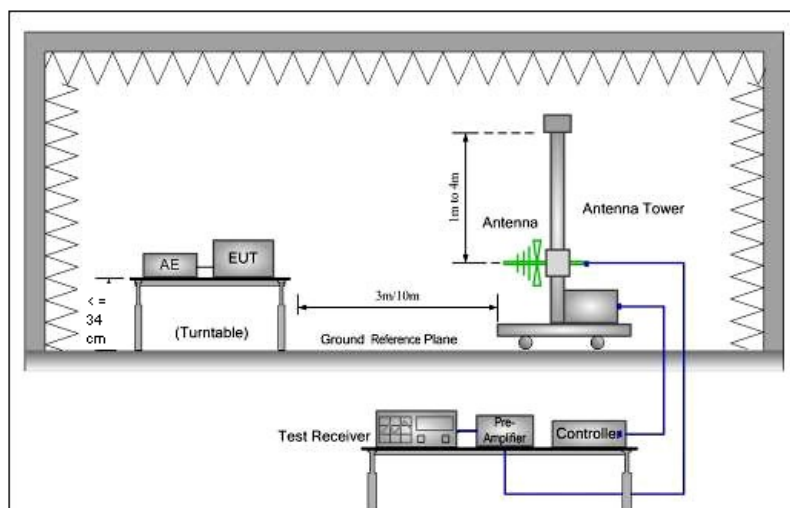 1m to 4m
Antenna
Antenna Tower
AE
EUT
3m/10m
< =
34
cm
(Turntable)
Ground Reference Plane
Test Receiver
Pre-
Amplifier
Controller